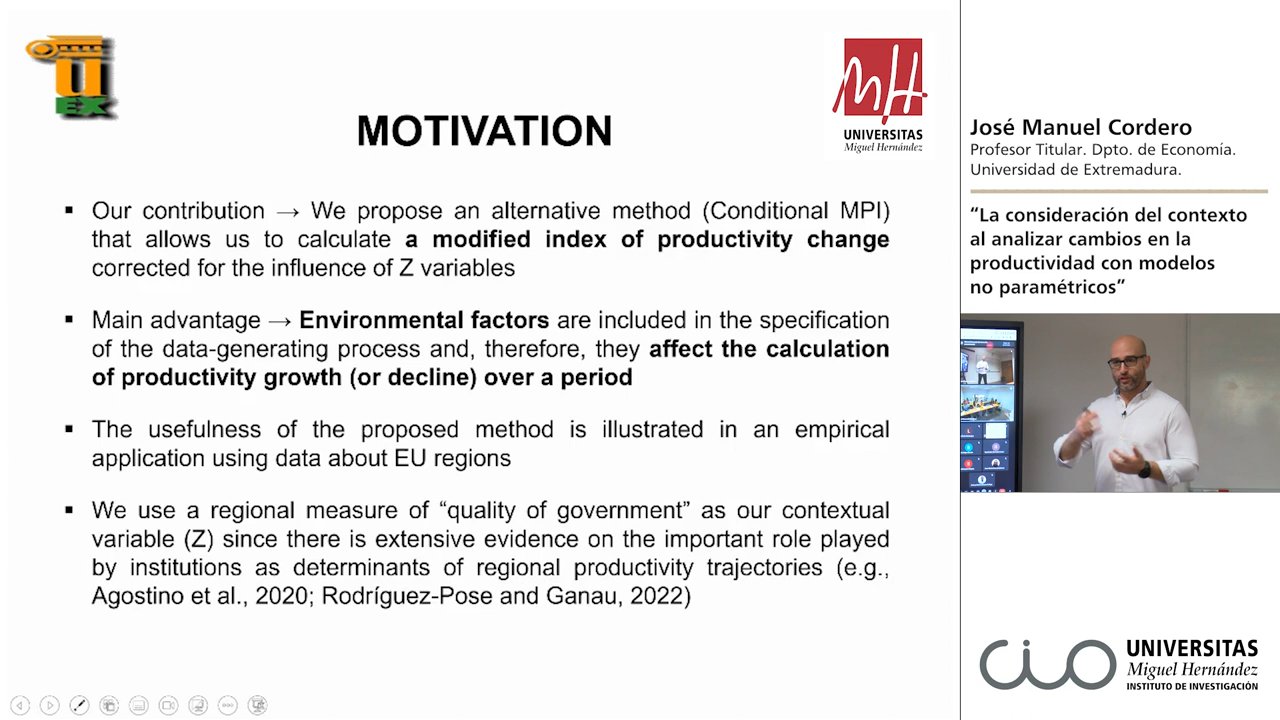 UEX
MH
UNIVERSITAS
Miguel Hernández
MOTIVATION
▪ Our contribution → We propose an alternative method (Conditional MPI)
that allows us to calculate a modified index of productivity change
corrected for the influence of Z variables
▪ Main advantage → Environmental factors are included in the specification
of the data-generating process and, therefore, they affect the calculation
of productivity growth (or decline) over a period
▪ The usefulness of the proposed method is illustrated in an empirical
application using data about EU regions
▪ We use a regional measure of “quality of government” as our contextual
variable (Z) since there is extensive evidence on the important role played
by institutions as determinants of regional productivity trajectories (e.g.,
Agostino et al., 2020; Rodríguez-Pose and Ganau, 2022)
José Manuel Cordero
Profesor Titular. Dpto. de Economía.
Universidad de Extremadura.
“La consideración del contexto
al analizar cambios en la
productividad con modelos
no paramétricos”
CIO
UNIVERSITAS
Miguel Hernández
INSTITUTO DE INVESTIGACIÓN